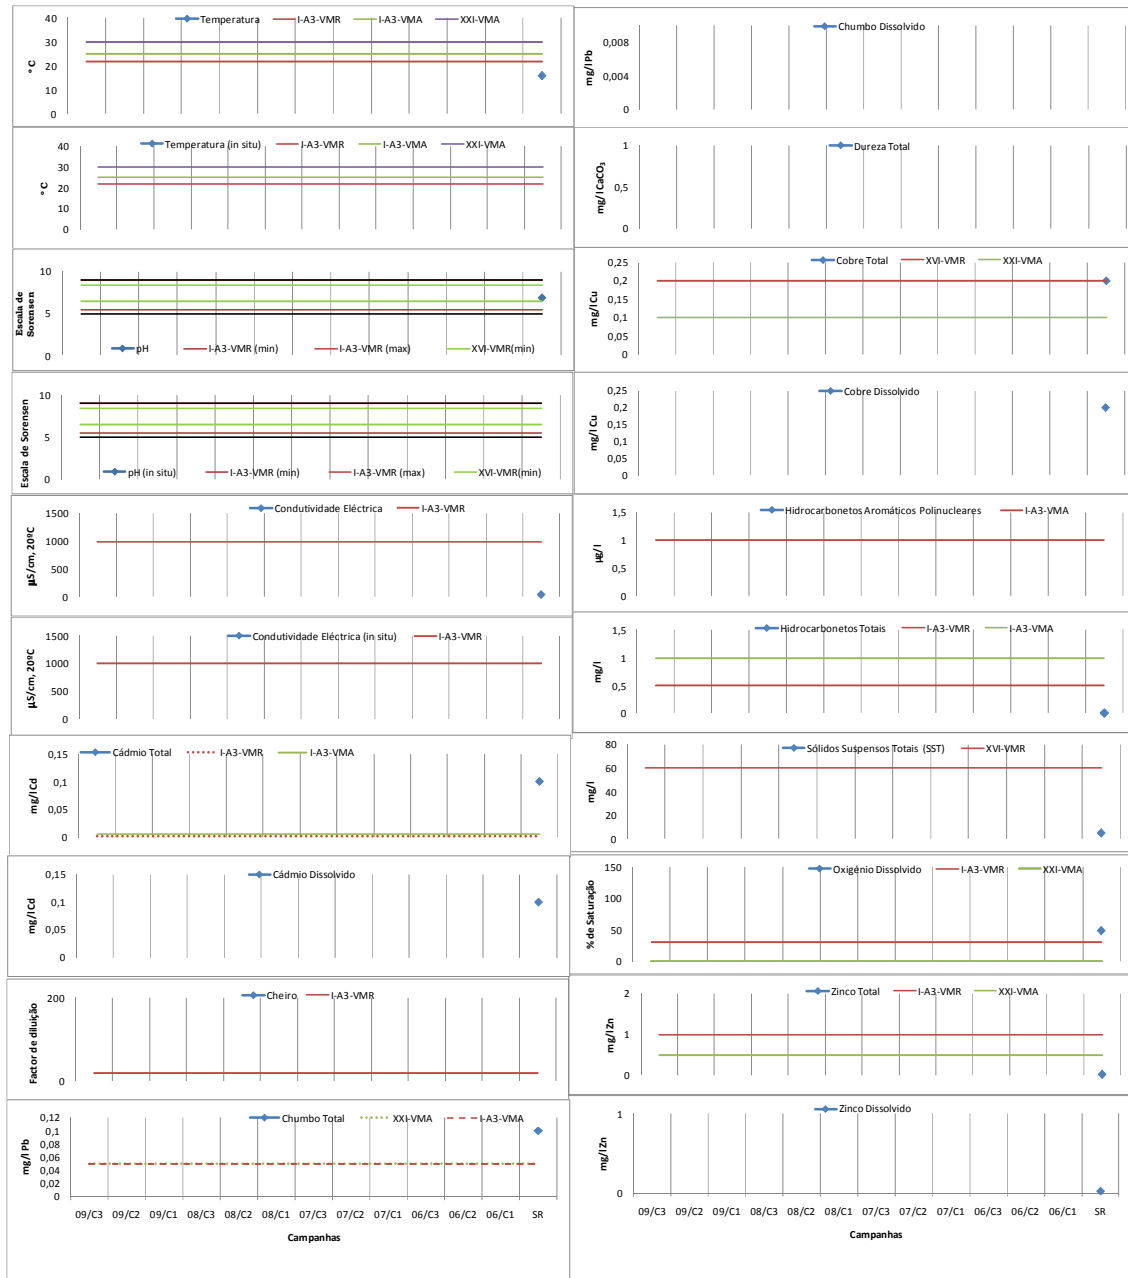 Temperatura I-A3-VMR I-A3-VMA XXI-VMA
40
30
20
10
0
° C
Temperatura (in situ) I-A3-VMR I-A3-VMA XXI-VMA
40
30
20
10
0
° C
10
5
0
Escala de Sorensen
pH I-A3-VMR (min) I-A3-VMR (max) XVI-VMR(min)
10
5
0
Escala de Sorensen
pH (in situ) I-A3-VMR (min) I-A3-VMR (max) XVI-VMR(min)
Condutividade Eléctrica I-A3-VMR
1500
1000
500
0
µS/cm, 20ºC
Condutividade Eléctrica (in situ) I-A3-VMR
1500
1000
500
0
µS/cm, 20ºC
Cádmio Total I-A3-VMR I-A3-VMA
0,15
0,1
0,05
0
mg/l Cd
Cádmio Dissolvido
0,15
0,1
0,05
0
mg/l Cd
Cheiro I-A3-VMR
200
0
Factor de diluição
Chumbo Total XXI-VMA I-A3-VMA
0,12
0,1
0,08
0,06
0,04
0,02
0
mg/l Pb
09/C3 09/C2 09/C1 08/C3 08/C2 08/C1 07/C3 07/C2 07/C1 06/C3 06/C2 06/C1 SR
Campanhas
Chumbo Dissolvido
0,008
0,004
0
mg/l Pb
Dureza Total
1
0,5
0
mg/l CaCO₃
Cobre Total XVI-VMR XXI-VMA
0,25
0,2
0,15
0,1
0,05
0
mg/l Cu
Cobre Dissolvido
0,25
0,2
0,15
0,1
0,05
0
mg/l Cu
Hidrocarbonetos Aromáticos Polinucleares I-A3-VMA
1,5
1
0,5
0
µg/l
Hidrocarbonetos Totais I-A3-VMR I-A3-VMA
1,5
1
0,5
0
mg/l
Sólidos Suspensos Totais (SST) XVI-VMR
80
60
40
20
0
mg/l
Oxigénio Dissolvido I-A3-VMR XXI-VMA
150
100
50
0
% de Saturação
Zinco Total I-A3-VMR XXI-VMA
2
1
0
mg/l Zn
Zinco Dissolvido
1
0
mg/l Zn
09/C3 09/C2 09/C1 08/C3 08/C2 08/C1 07/C3 07/C2 07/C1 06/C3 06/C2 06/C1 SR
Campanhas